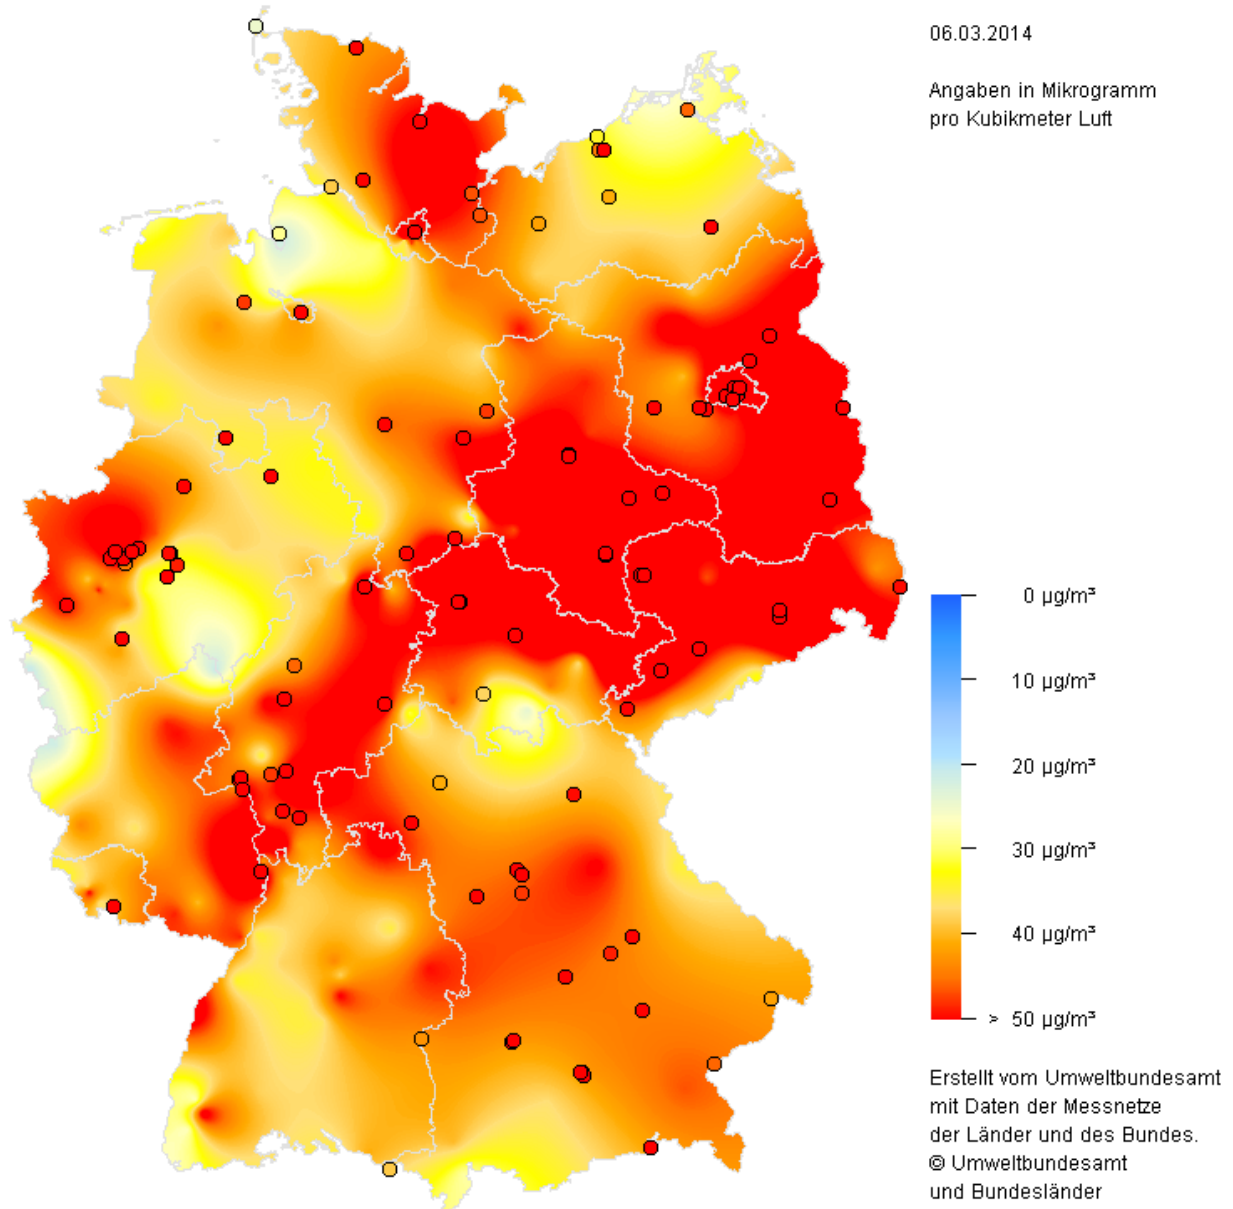 06.03.2014
Angaben in Mikrogramm
pro Kubikmeter Luft
0 µg/m³
10 µg/m³
20 µg/m³
30 µg/m³
40 µg/m³
> 50 µg/m³
Erstellt vom Umweltbundesamt
mit Daten der Messnetze
der Länder und des Bundes.
© Umweltbundesamt
und Bundesländer